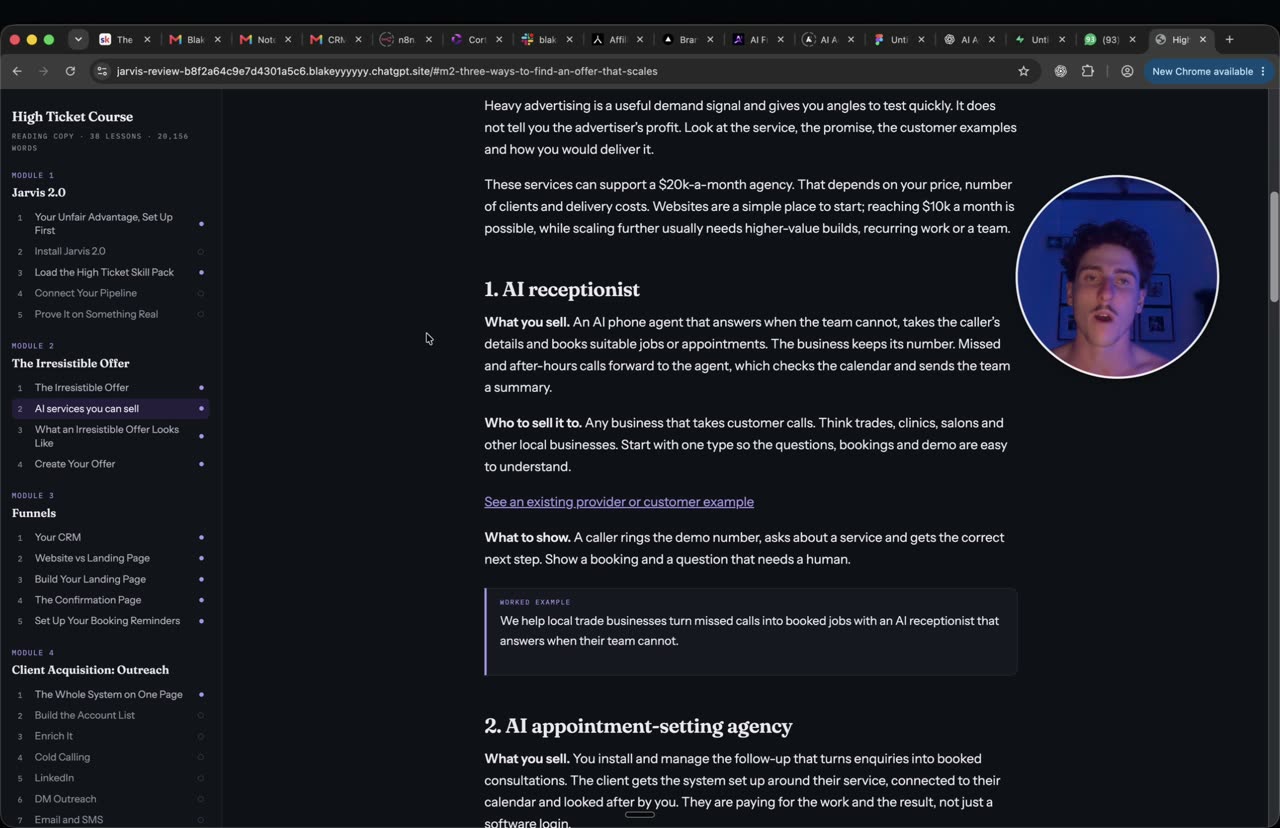 The
Blak
Note
CRM
n8n.
Cort
blak
Affil
Bran
AI F
AI A
Unti
AI A
Unti
(93)
High
jarvis-review-b8f2a64c9e7d4301a5c6.blakeyyyyyy.chatgpt.site/#m2-three-ways-to-find-an-offer-that-scales
New Chrome available
High Ticket Course
READING COPY · 38 LESSONS · 20,156
WORDS
MODULE 1
Jarvis 2.0
1 Your Unfair Advantage, Set Up
First
2 Install Jarvis 2.0
3 Load the High Ticket Skill Pack
4 Connect Your Pipeline
5 Prove It on Something Real
MODULE 2
The Irresistible Offer
1 The Irresistible Offer
2 AI services you can sell
3 What an Irresistible Offer Looks
Like
4 Create Your Offer
MODULE 3
Funnels
1 Your CRM
2 Website vs Landing Page
3 Build Your Landing Page
4 The Confirmation Page
5 Set Up Your Booking Reminders
MODULE 4
Client Acquisition: Outreach
1 The Whole System on One Page
2 Build the Account List
3 Enrich It
4 Cold Calling
5 LinkedIn
6 DM Outreach
7 Email and SMS
Heavy advertising is a useful demand signal and gives you angles to test quickly. It does
not tell you the advertiser's profit. Look at the service, the promise, the customer examples
and how you would deliver it.
These services can support a $20k-a-month agency. That depends on your price, number
of clients and delivery costs. Websites are a simple place to start; reaching $10k a month is
possible, while scaling further usually needs higher-value builds, recurring work or a team.
1. AI receptionist
What you sell. An AI phone agent that answers when the team cannot, takes the caller's
details and books suitable jobs or appointments. The business keeps its number. Missed
and after-hours calls forward to the agent, which checks the calendar and sends the team
a summary.
Who to sell it to. Any business that takes customer calls. Think trades, clinics, salons and
other local businesses. Start with one type so the questions, bookings and demo are easy
to understand.
See an existing provider or customer example
What to show. A caller rings the demo number, asks about a service and gets the correct
next step. Show a booking and a question that needs a human.
WORKED EXAMPLE
We help local trade businesses turn missed calls into booked jobs with an AI receptionist that
answers when their team cannot.
2. AI appointment-setting agency
What you sell. You install and manage the follow-up that turns enquiries into booked
consultations. The client gets the system set up around their service, connected to their
calendar and looked after by you. They are paying for the work and the result, not just a
software login.